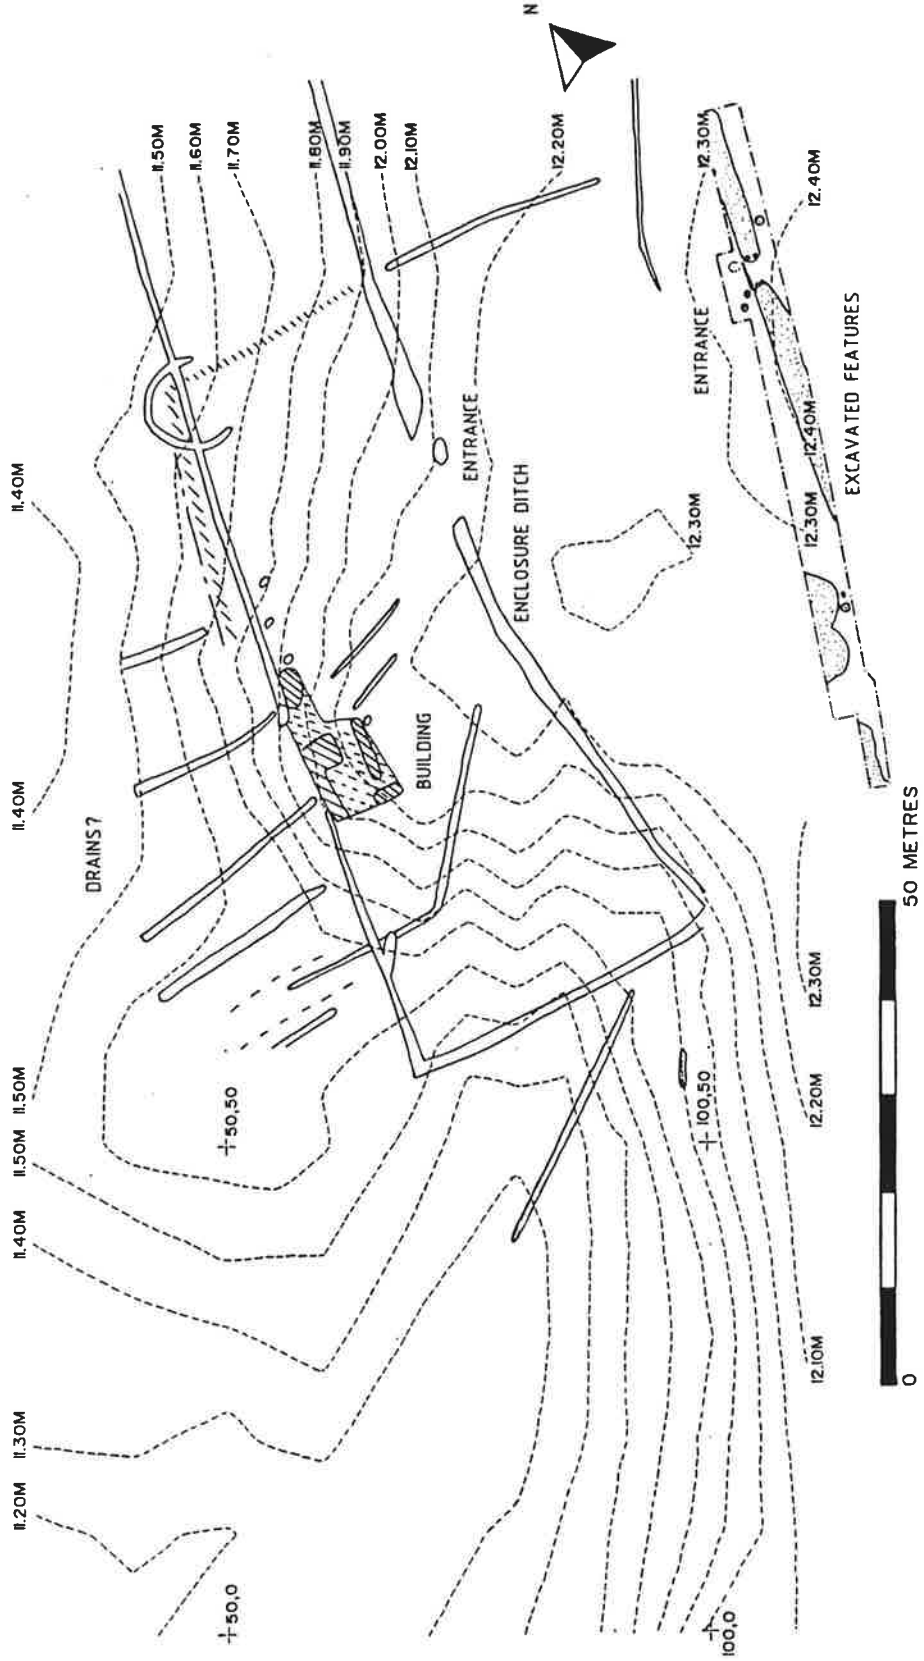 N
11.50M
11.60M
11.70M
11.80M
11.90M
12.00M
12.10M
12.20M
12.30M
12.40M
11.40M
11.40M
DRAINS?
ENTRANCE
ENTRANCE
ENCLOSURE DITCH
BUILDING
12.30M
12.40M
12.30M
EXCAVATED FEATURES
11.50M
11.50M
11.40M
11.30M
11.20M
50,50
100,50
50,0
100,0
12.30M
12.20M
12.10M
0
50 METRES